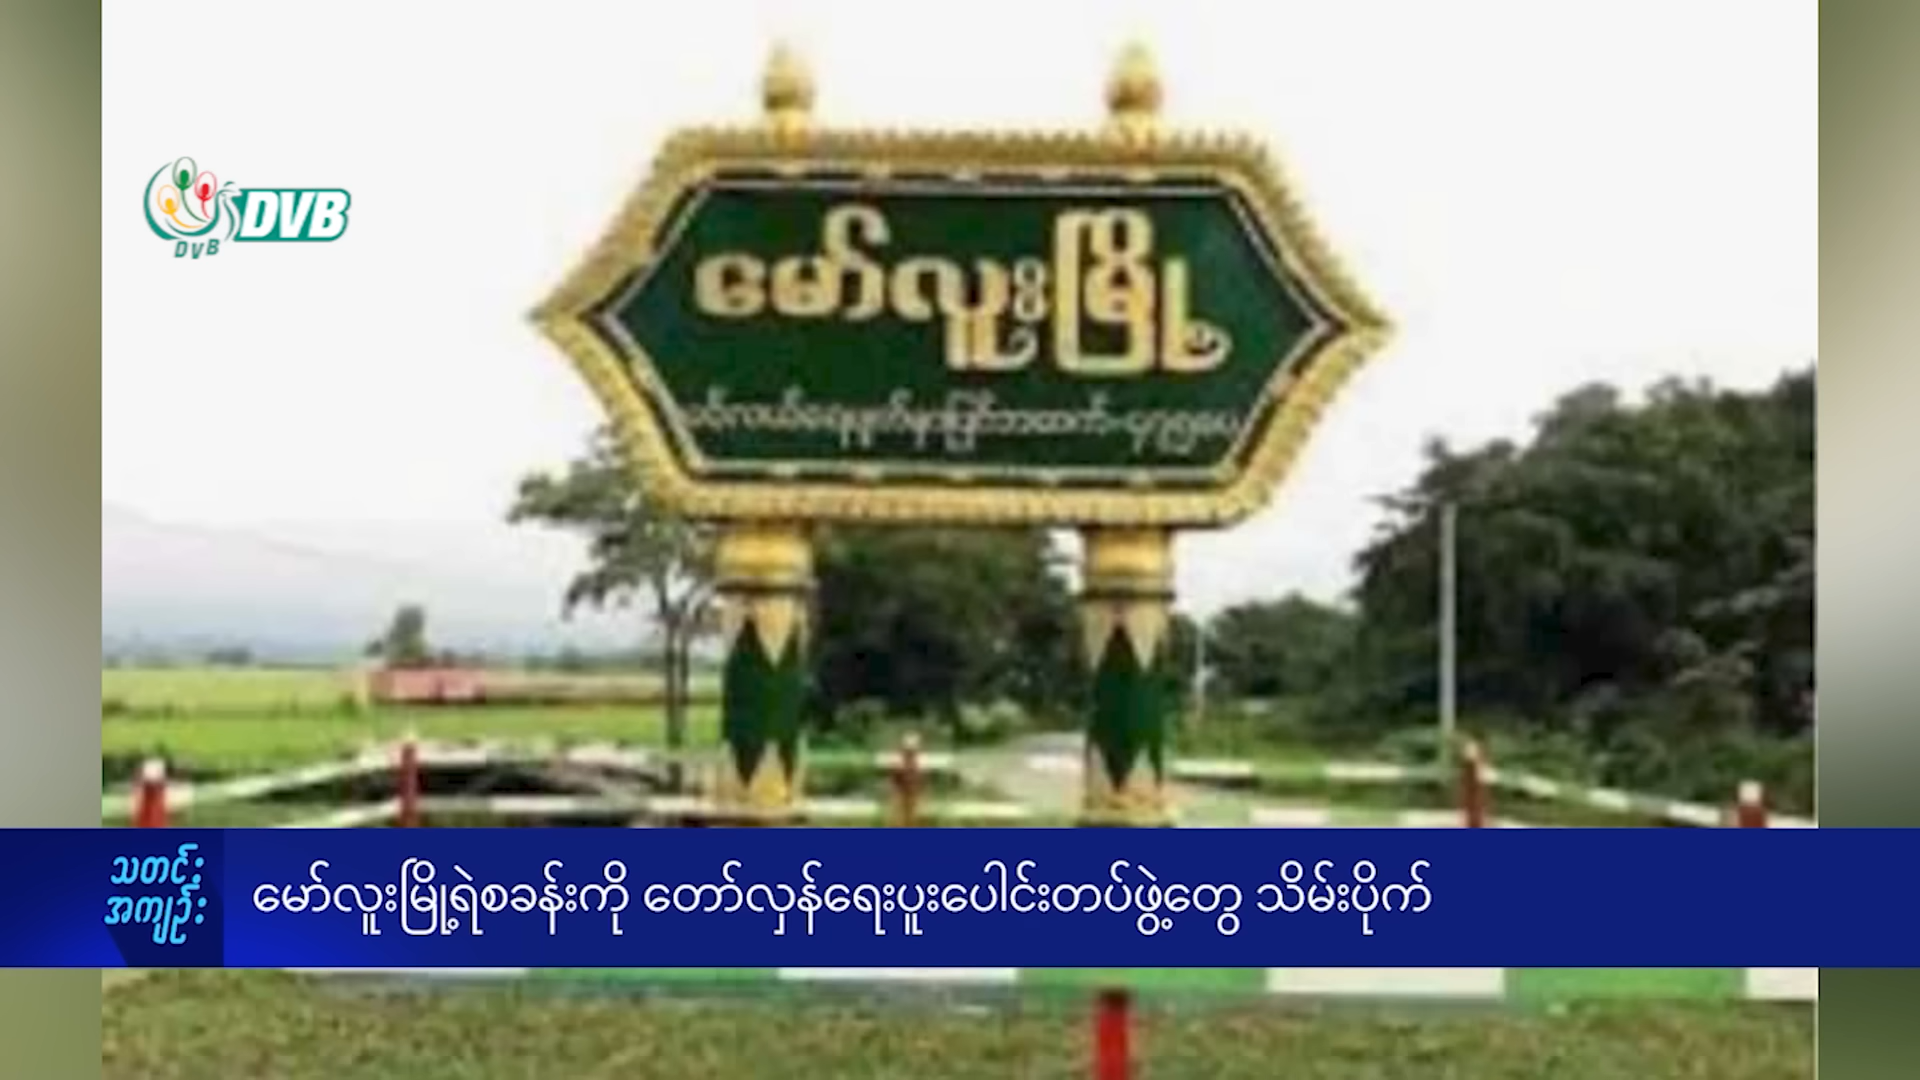 DVB
DVB
မော်လူးမြို့
သတင်း
အကျဉ်း
မော်လူးမြို့ရဲစခန်းကို တော်လှန်ရေးပူးပေါင်းတပ်ဖွဲ့တွေ သိမ်းပိုက်